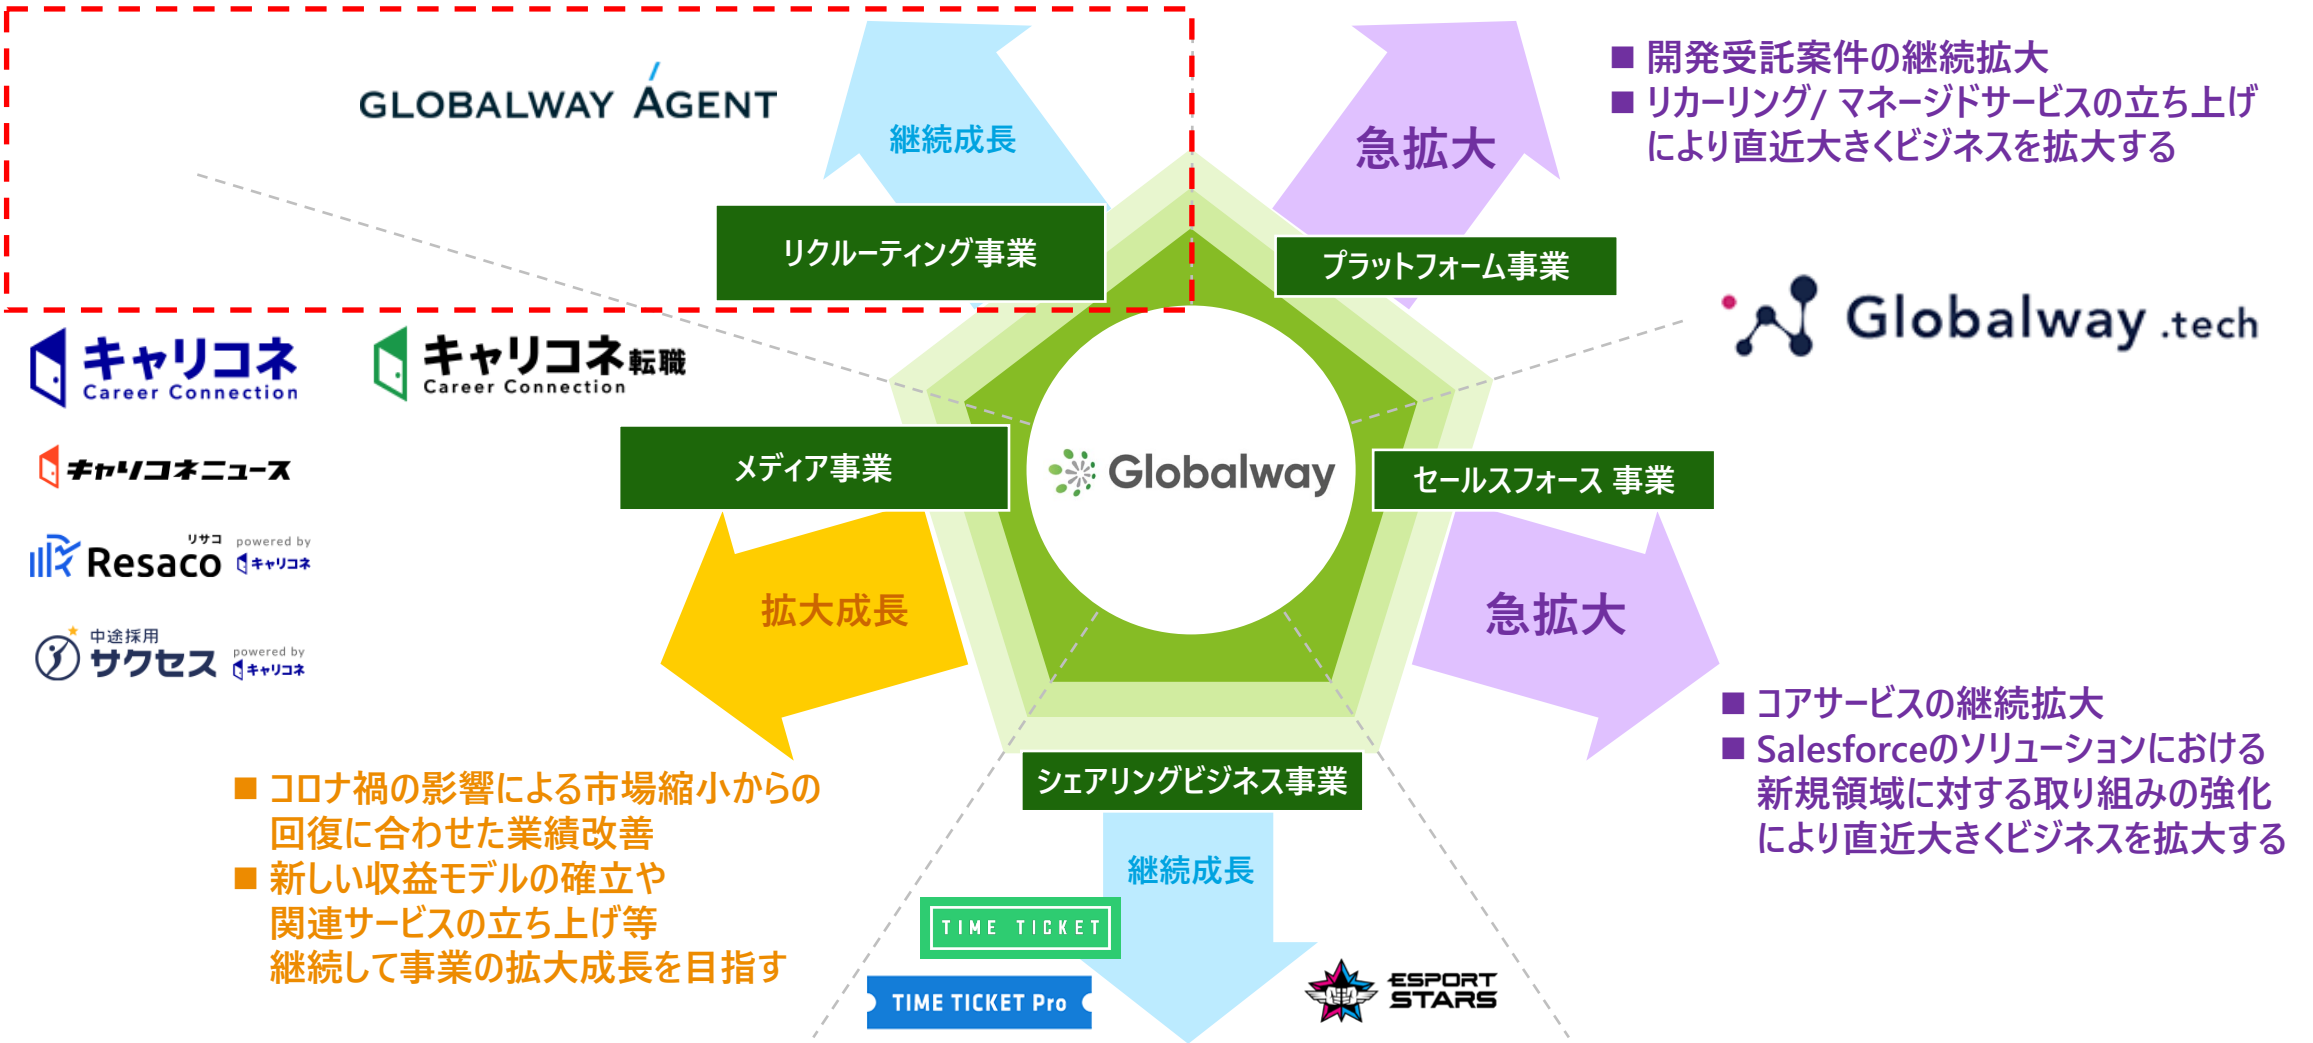 GLOBALWAY AGENT
継続成長
リクルーティング事業
急拡大
■ 開発受託案件の継続拡大
■ リカーリング/ マネージドサービスの立ち上げ
により直近大きくビジネスを拡大する
プラットフォーム事業
Globalway .tech
キャリコネ
Career Connection
キャリコネ転職
Career Connection
キャリコネニュース
リサコ
Resaco
powered by
キャリコネ
中途採用
サクセス
powered by
キャリコネ
メディア事業
Globalway
セールスフォース 事業
拡大成長
急拡大
■ コロナ禍の影響による市場縮小からの
回復に合わせた業績改善
■ 新しい収益モデルの確立や
関連サービスの立ち上げ等
継続して事業の拡大成長を目指す
■ コアサービスの継続拡大
■ Salesforceのソリューションにおける
新規領域に対する取り組みの強化
により直近大きくビジネスを拡大する
シェアリングビジネス事業
継続成長
TIME TICKET
TIME TICKET Pro
ESPORT
STARS